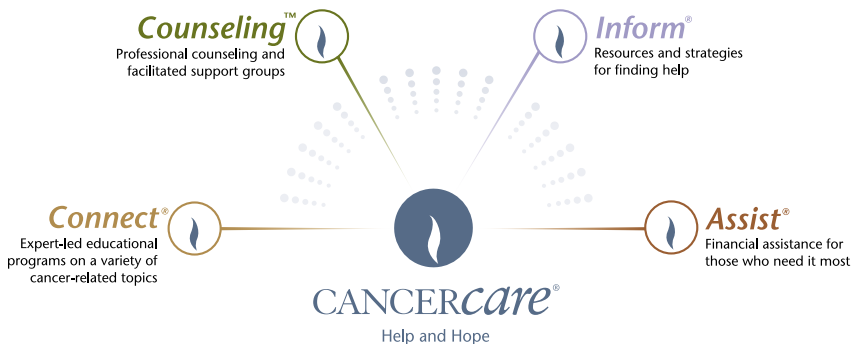 Counseling™
Professional counseling and
facilitated support groups
Inform®
Resources and strategies
for finding help
Connect®
Expert-led educational
programs on a variety of
cancer-related topics
Assist®
Financial assistance for
those who need it most
CANCERcare®
Help and Hope